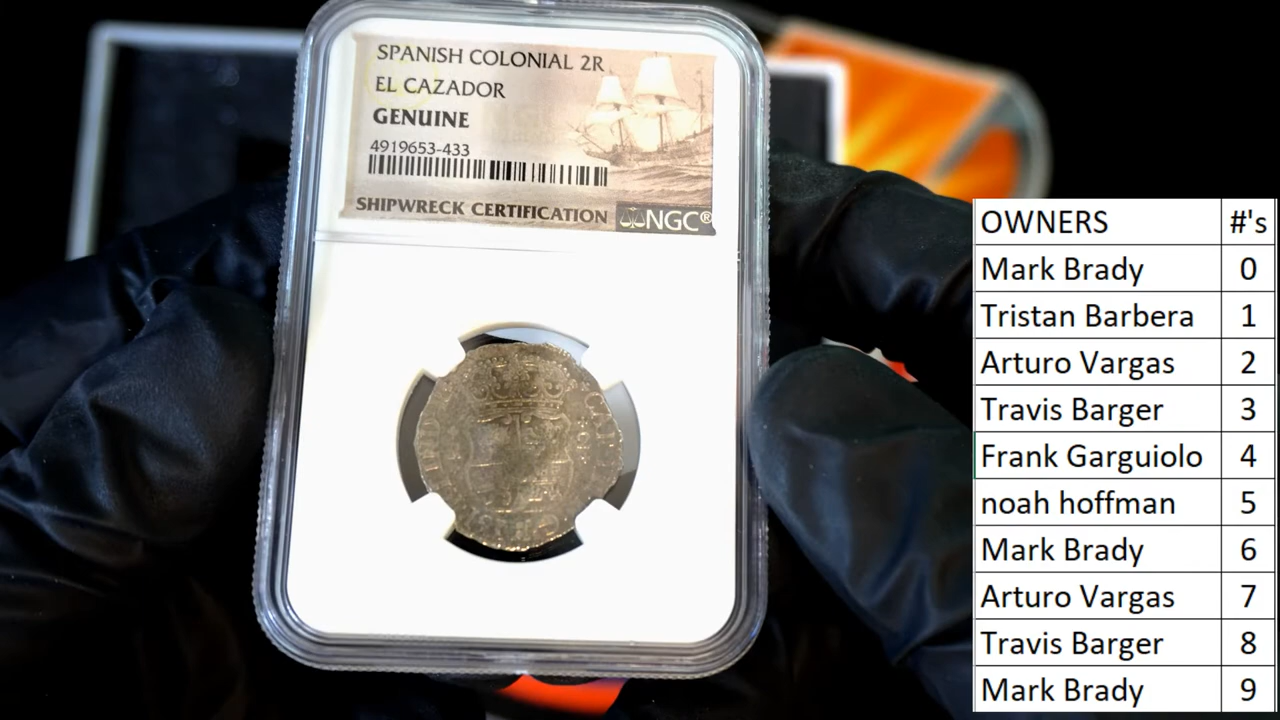 SPANISH COLONIAL 2R
EL CAZADOR
GENUINE
4919653-433
SHIPWRECK CERTIFICATION NGC®
OWNERS #'s
Mark Brady 0
Tristan Barbera 1
Arturo Vargas 2
Travis Barger 3
Frank Garguiolo 4
noah hoffman 5
Mark Brady 6
Arturo Vargas 7
Travis Barger 8
Mark Brady 9